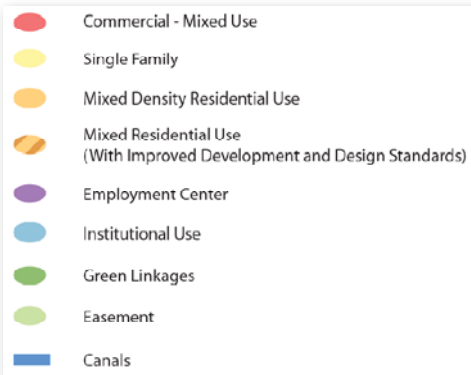 Commercial - Mixed Use
Single Family
Mixed Density Residential Use
Mixed Residential Use
(With Improved Development and Design Standards)
Employment Center
Institutional Use
Green Linkages
Easement
Canals